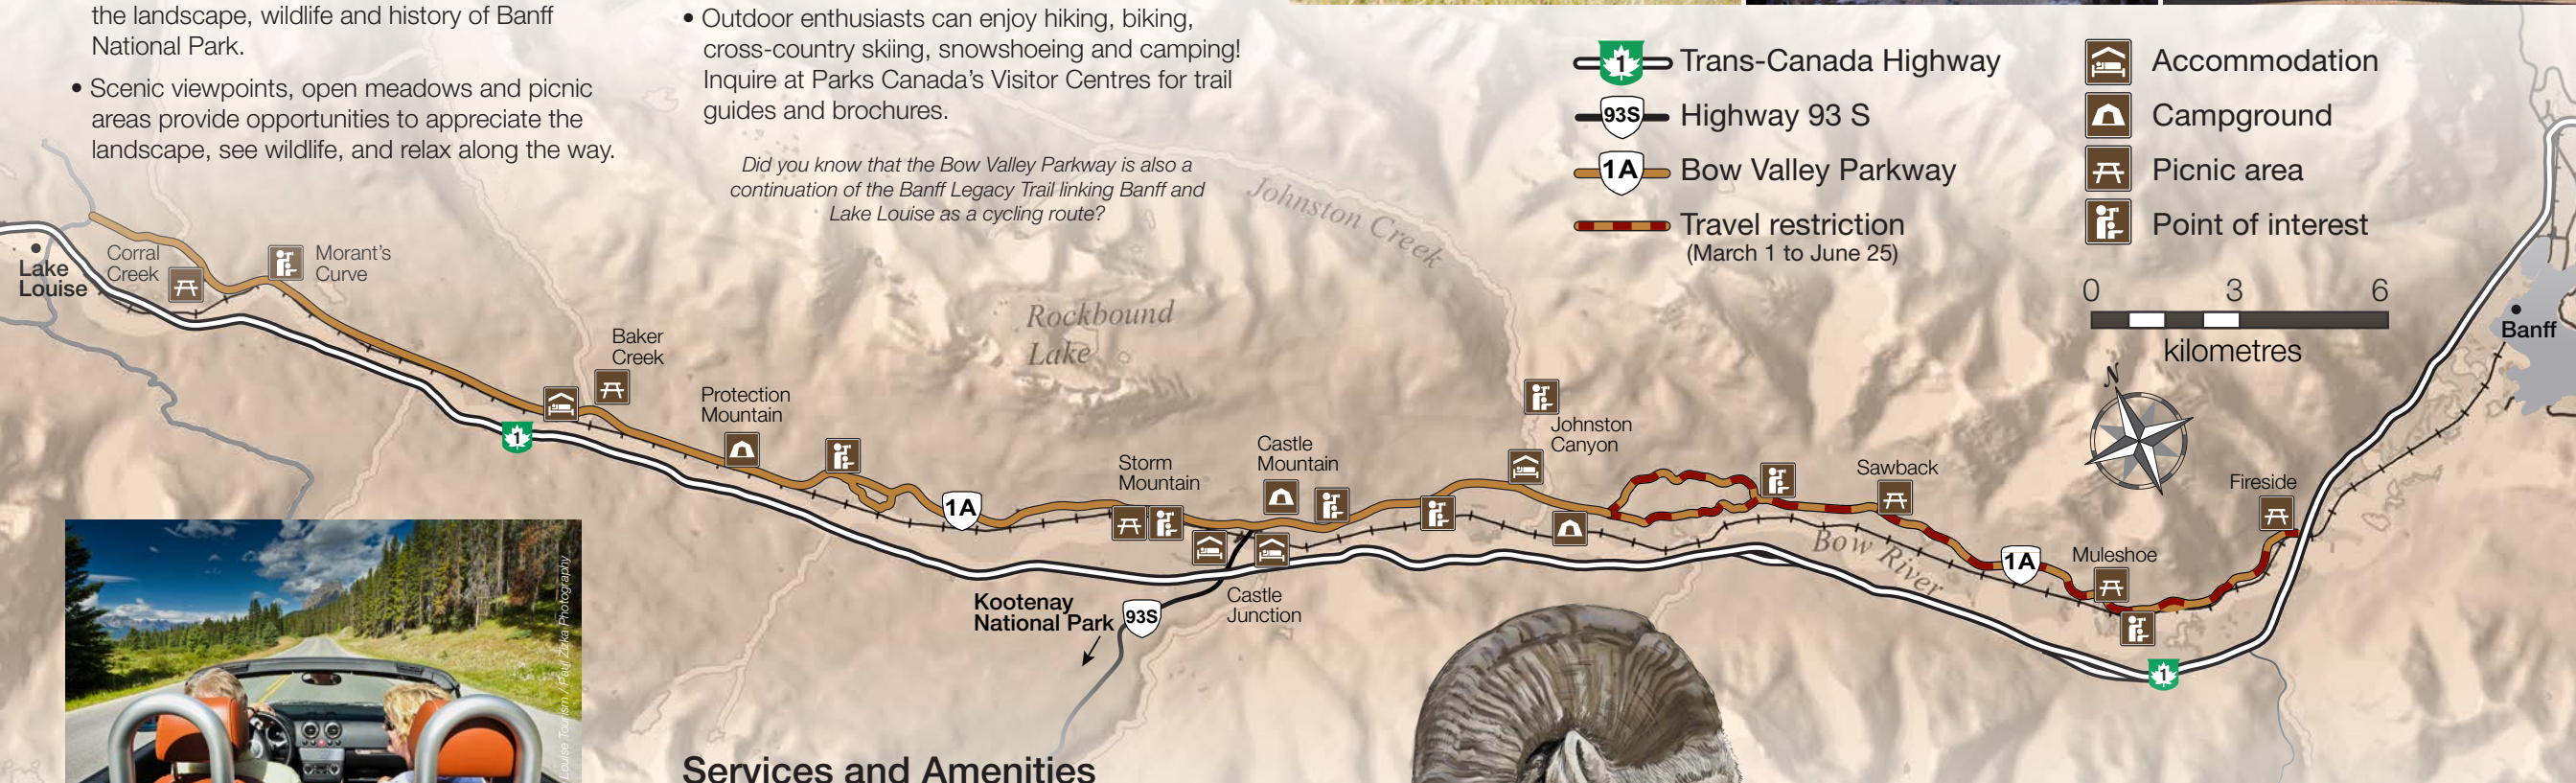 the landscape, wildlife and history of Banff
National Park.
• Scenic viewpoints, open meadows and picnic
areas provide opportunities to appreciate the
landscape, see wildlife, and relax along the way.
• Outdoor enthusiasts can enjoy hiking, biking,
cross-country skiing, snowshoeing and camping!
Inquire at Parks Canada's Visitor Centres for trail
guides and brochures.
Did you know that the Bow Valley Parkway is also a
continuation of the Banff Legacy Trail linking Banff and
Lake Louise as a cycling route?
1 Trans-Canada Highway
93S Highway 93 S
1A Bow Valley Parkway
Travel restriction
(March 1 to June 25)
Accommodation
Campground
Picnic area
Point of interest
0 3 6
kilometres
N
Lake
Louise
Corral
Creek
Morant's
Curve
Baker
Creek
1
Protection
Mountain
Rockbound
Lake
Johnston Creek
1A
Storm
Mountain
Castle
Mountain
Johnston
Canyon
Kootenay
National Park
93S
Castle
Junction
Sawback
Bow River
1A
Muleshoe
Fireside
Banff
1
Louise Tourism / Paul Zizka Photography
Services and Amenities